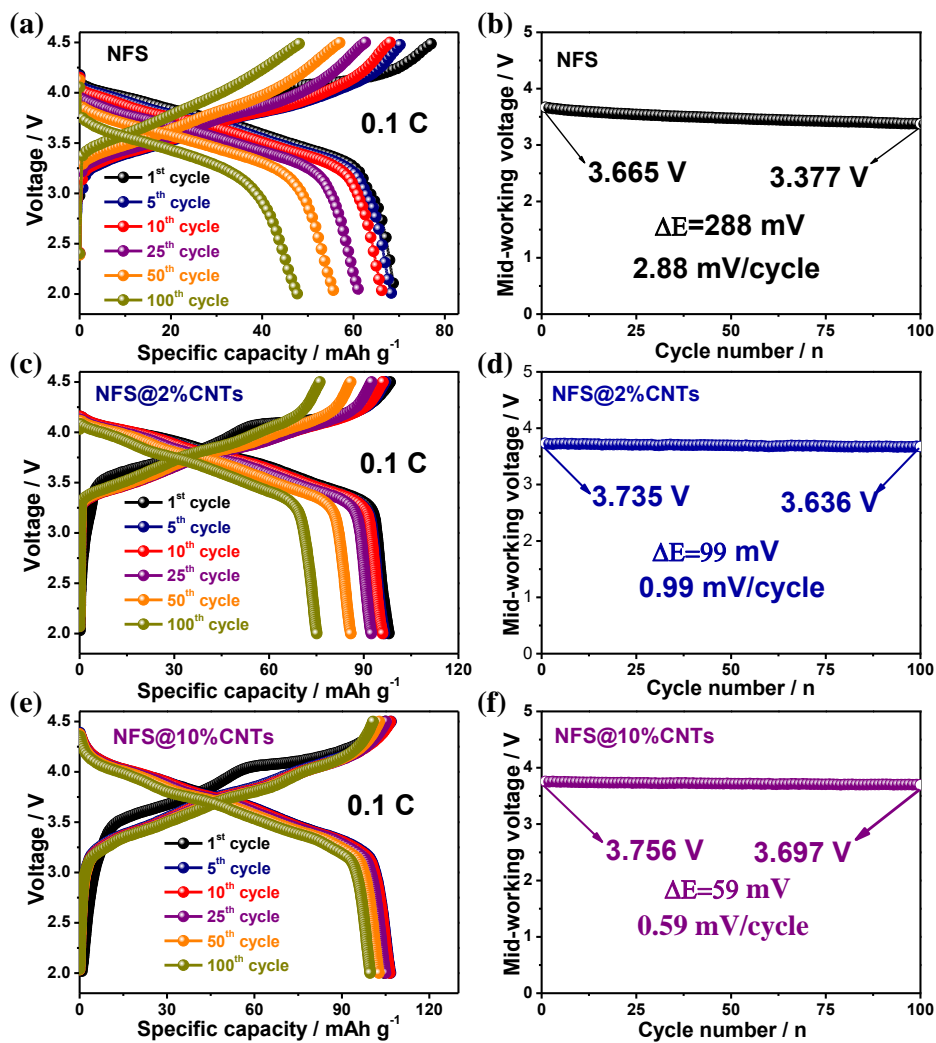 (a)
NFS
0.1 C
1st cycle
5th cycle
10th cycle
25th cycle
50th cycle
100th cycle
4.5
4.0
3.5
3.0
2.5
2.0
Voltage / V
0
20
40
60
80
Specific capacity / mAh g-1
(b)
NFS
3.665 V
3.377 V
ΔE=288 mV
2.88 mV/cycle
5
4
3
2
1
0
Mid-working voltage / V
0
25
50
75
100
Cycle number / n
(c)
NFS@2%CNTs
0.1 C
1st cycle
5th cycle
10th cycle
25th cycle
50th cycle
100th cycle
4.5
4.0
3.5
3.0
2.5
2.0
Voltage / V
0
30
60
90
120
Specific capacity / mAh g-1
(d)
NFS@2%CNTs
3.735 V
3.636 V
ΔE=99 mV
0.99 mV/cycle
5
4
3
2
1
0
Mid-working voltage / V
0
25
50
75
100
Cycle number / n
(e)
NFS@10%CNTs
0.1 C
1st cycle
5th cycle
10th cycle
25th cycle
50th cycle
100th cycle
4.5
4.0
3.5
3.0
2.5
2.0
Voltage / V
0
30
60
90
120
Specific capacity / mAh g-1
(f)
NFS@10%CNTs
3.756 V
3.697 V
ΔE=59 mV
0.59 mV/cycle
5
4
3
2
1
0
Mid-working voltage / V
0
25
50
75
100
Cycle number / n